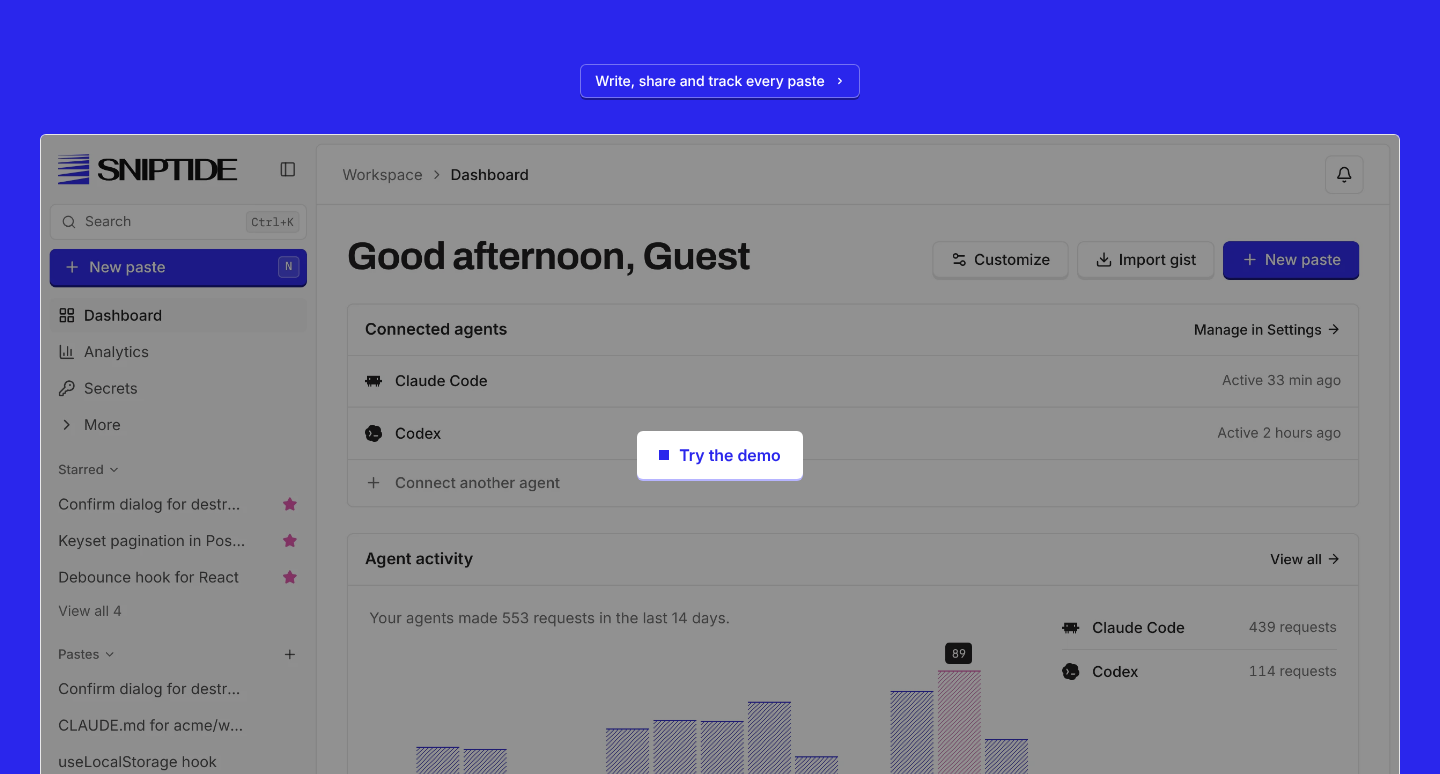 Write, share and track every paste
SNIPTIDE
Search
Ctrl+K
New paste
N
Dashboard
Analytics
Secrets
More
Starred
Confirm dialog for destr...
Keyset pagination in Pos...
Debounce hook for React
View all 4
Pastes
Confirm dialog for destr...
CLAUDE.md for acme/w...
useLocalStorage hook
Workspace
Dashboard
Good afternoon, Guest
Customize
Import gist
New paste
Connected agents
Manage in Settings
Claude Code
Active 33 min ago
Codex
Active 2 hours ago
Try the demo
Connect another agent
Agent activity
View all
Your agents made 553 requests in the last 14 days.
89
Claude Code
439 requests
Codex
114 requests